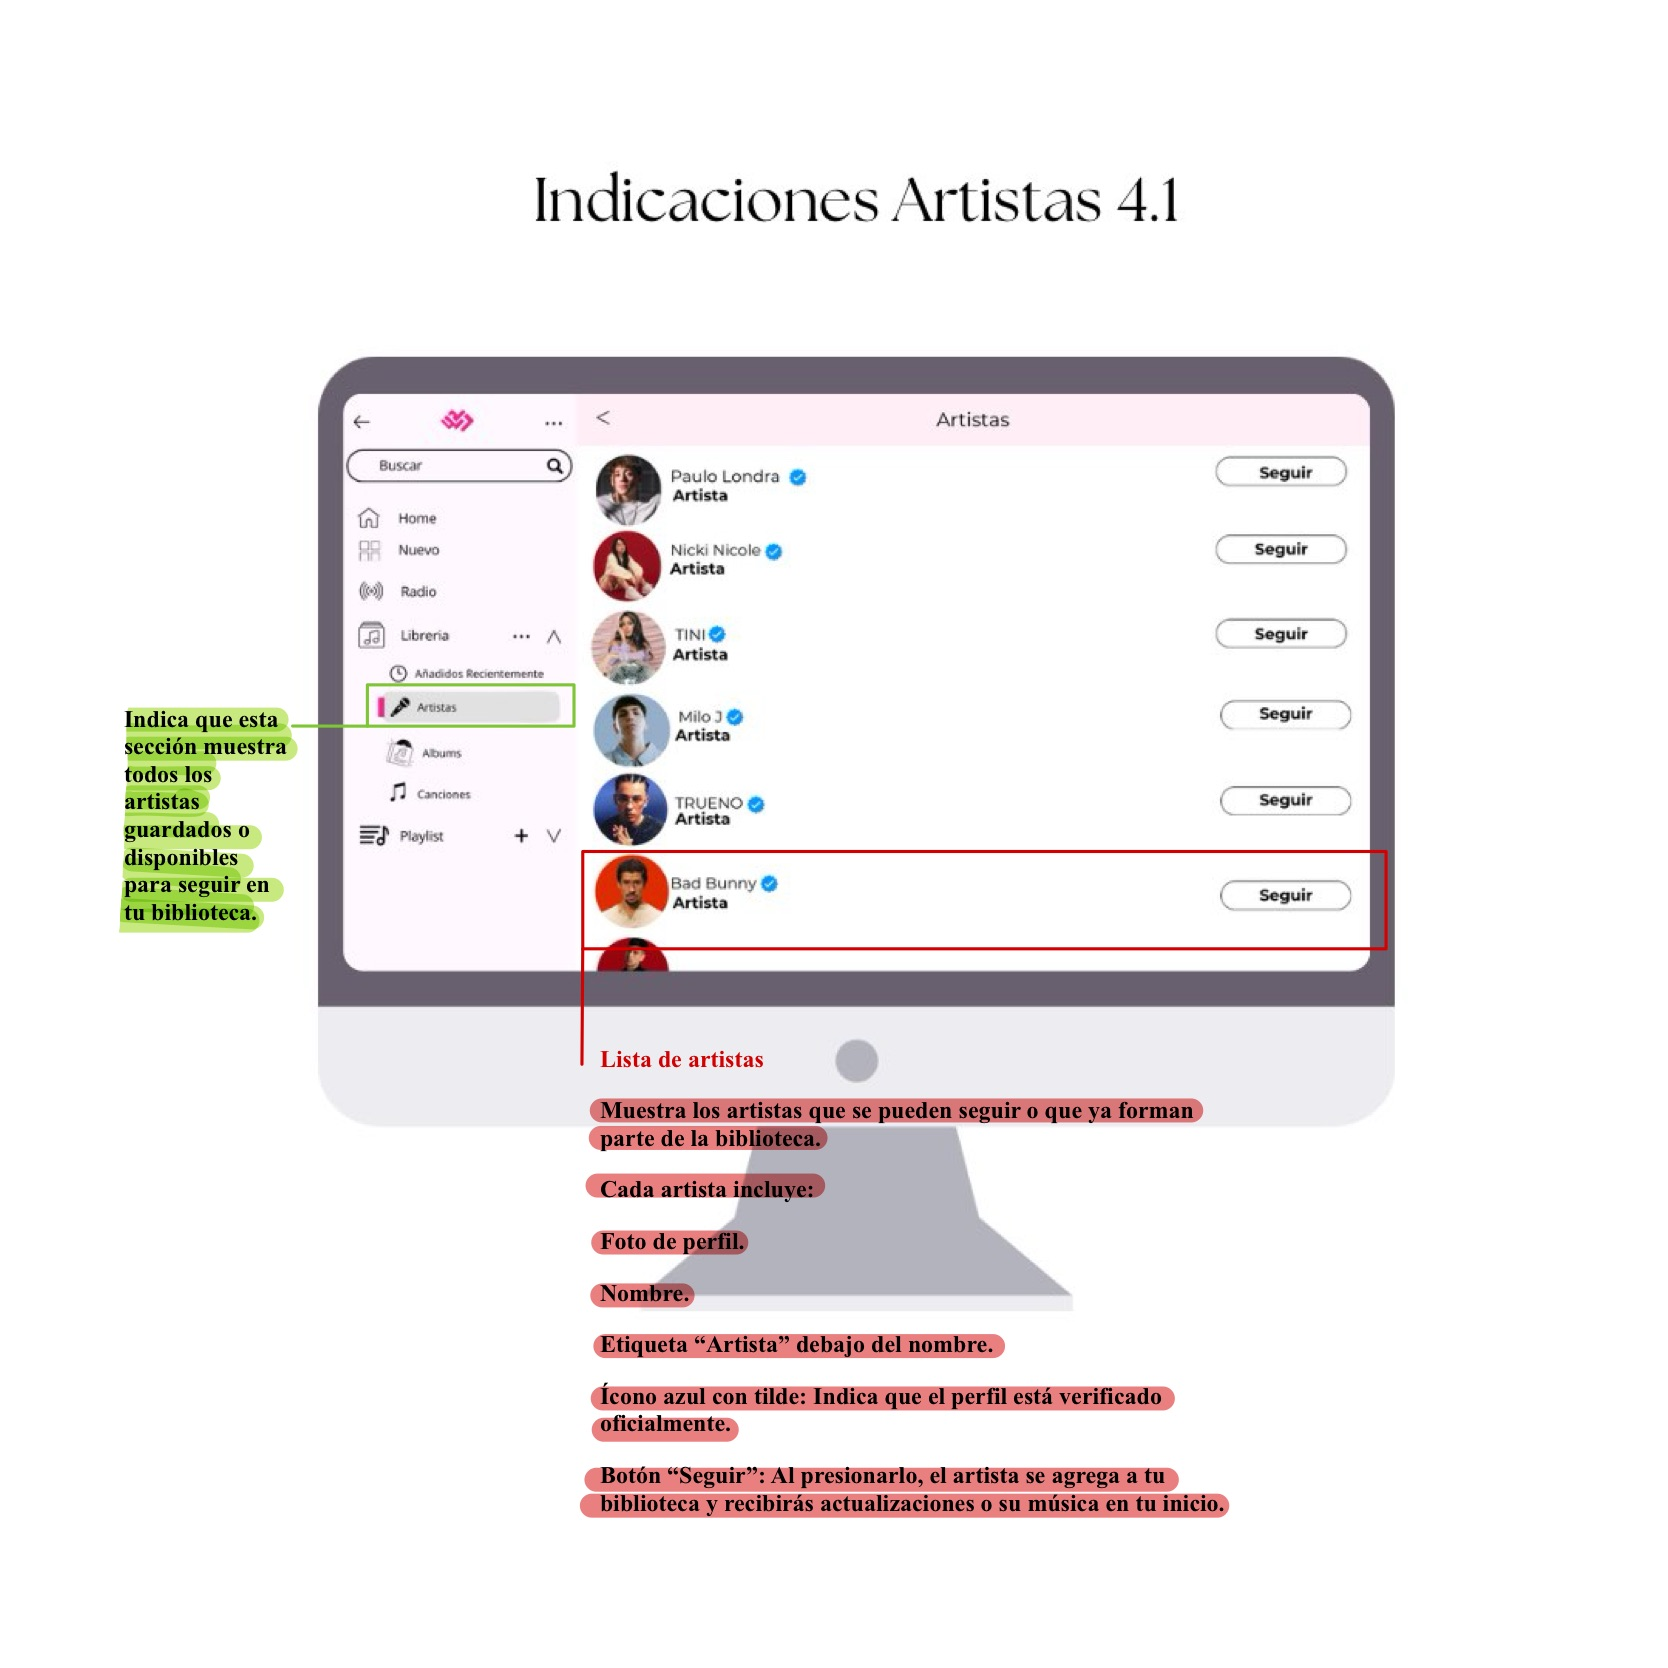 Indicaciones Artistas 4.1
Buscar
Home
Nuevo
Radio
Libreria
Añadidos Recientemente
Artistas
Albums
Canciones
Playlist
Artistas
Paulo Londra
Artista
Seguir
Nicki Nicole
Artista
Seguir
TINI
Artista
Seguir
Milo J
Artista
Seguir
TRUENO
Artista
Seguir
Bad Bunny
Artista
Seguir
Indica que esta
sección muestra
todos los
artistas
guardados o
disponibles
para seguir en
tu biblioteca.
Lista de artistas
Muestra los artistas que se pueden seguir o que ya forman
parte de la biblioteca.
Cada artista incluye:
Foto de perfil.
Nombre.
Etiqueta “Artista” debajo del nombre.
Ícono azul con tilde: Indica que el perfil está verificado
oficialmente.
Botón “Seguir”: Al presionarlo, el artista se agrega a tu
biblioteca y recibirás actualizaciones o su música en tu inicio.